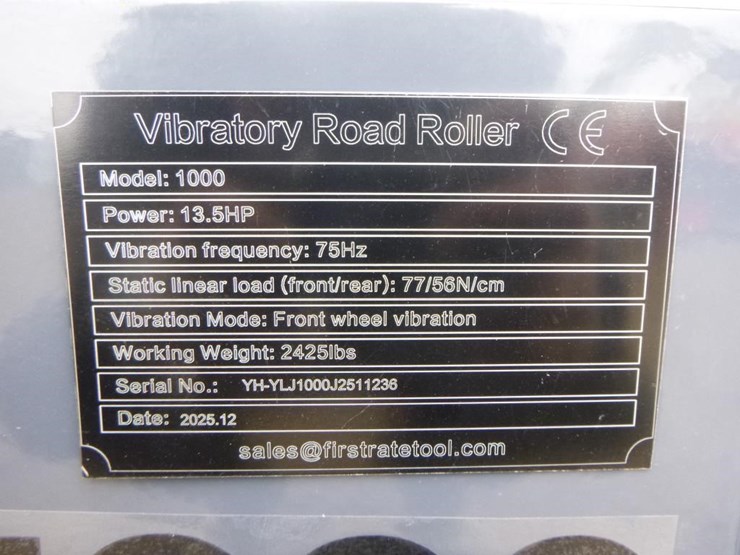 Vibratory Road Roller CE
Model: 1000
Power: 13.5HP
Vibration frequency: 75Hz
Static linear load (front/rear): 77/56N/cm
Vibration Mode: Front wheel vibration
Working Weight: 2425lbs
Serial No.: YH-YLJ1000J2511236
Date: 2025.12
sales@firstratetool.com